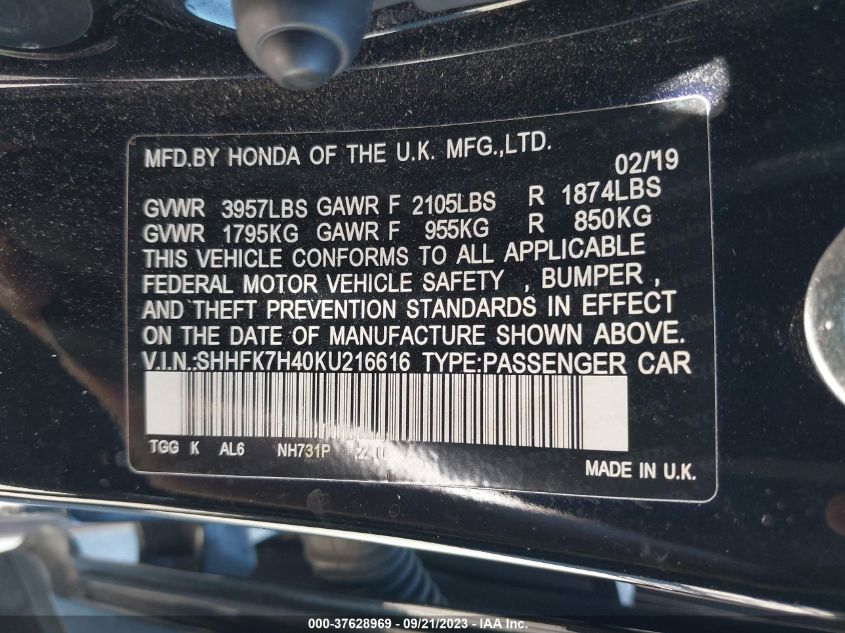 MFD.BY HONDA OF THE U.K. MFG.,LTD.
02/'19
GVWR 3957LBS GAWR F 2105LBS R 1874LBS
GVWR 1795KG GAWR F 955KG R 850KG
THIS VEHICLE CONFORMS TO ALL APPLICABLE
FEDERAL MOTOR VEHICLE SAFETY , BUMPER ,
AND THEFT PREVENTION STANDARDS IN EFFECT
ON THE DATE OF MANUFACTURE SHOWN ABOVE.
V.I.N.:SHHFK7H40KU216616 TYPE:PASSENGER CAR
TGG K AL6 NH731P
MADE IN U.K.
000-37628969 - 09/21/2023 - IAA Inc.